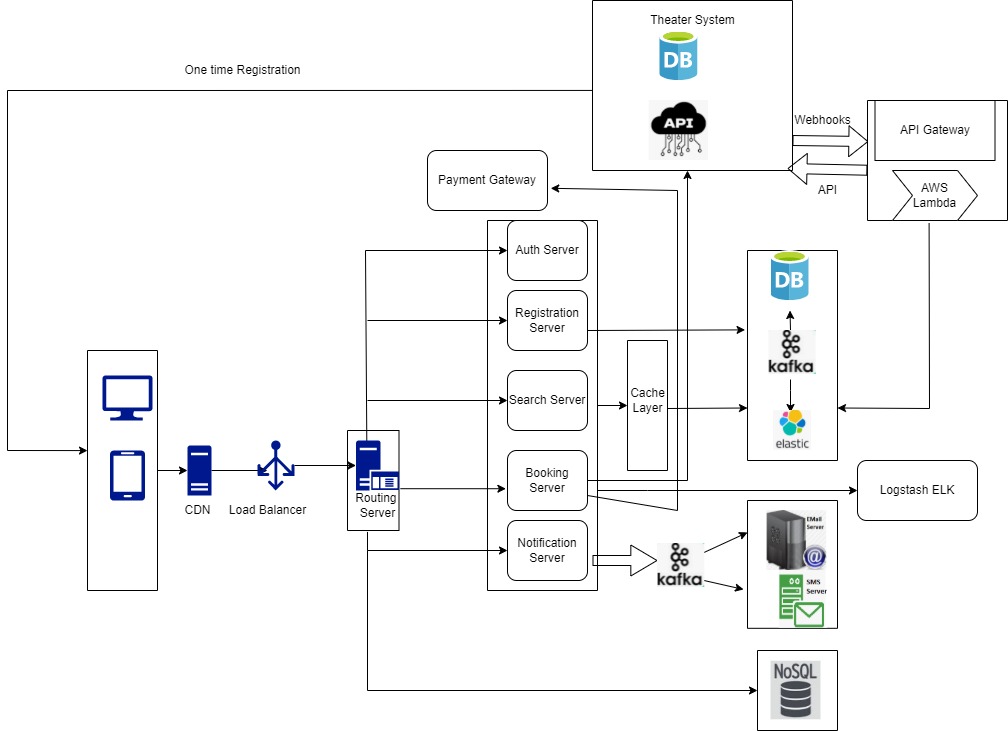 Theater System
DB
One time Registration
API
Webhooks
API Gateway
API
AWS
Lambda
Payment Gateway
Auth Server
DB
Registration
Server
kafka
Search Server
Cache
Layer
elastic
Booking
Server
Logstash ELK
Routing
Server
CDN
Load Balancer
Notification
Server
kafka
EMail
Server
@
SMS
Server
NoSQL